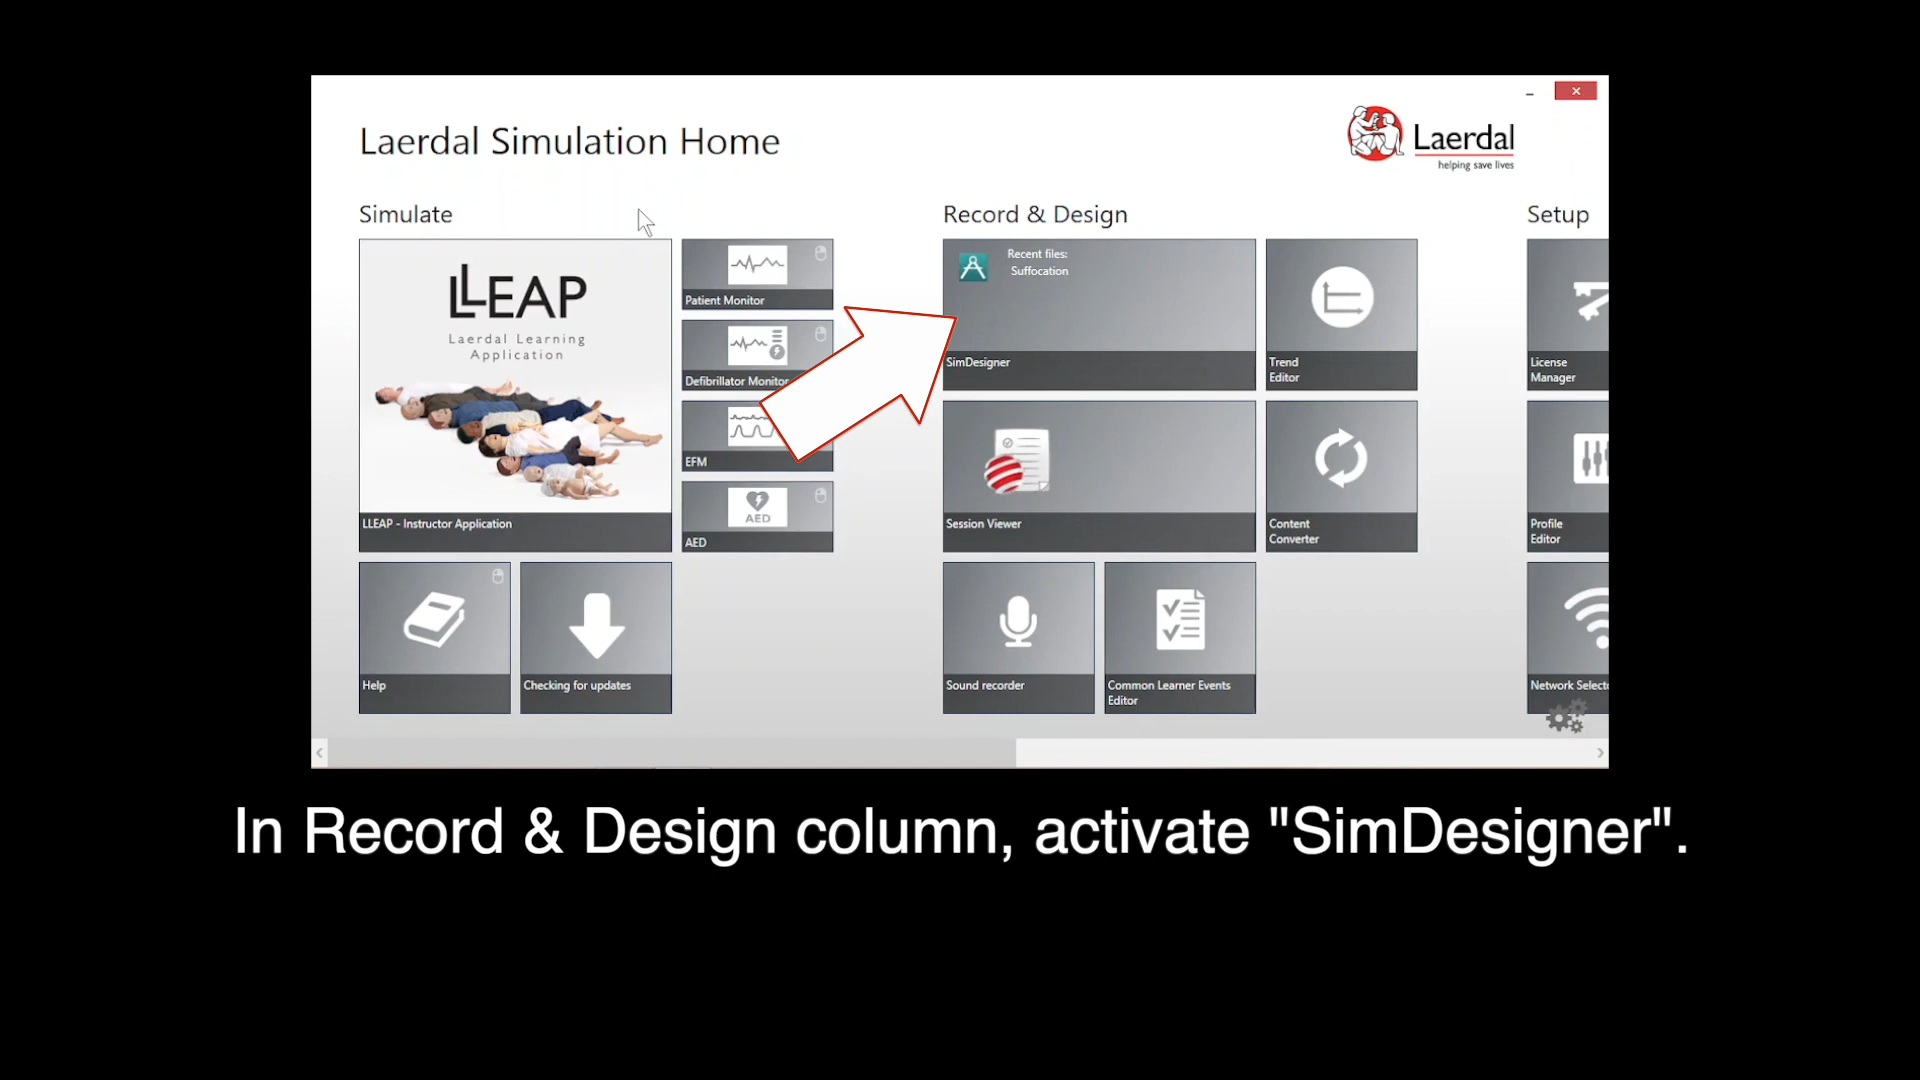 Laerdal Simulation Home
Laerdal
helping save lives
Simulate
Record & Design
Setup
LLEAP
Laerdal Learning
Application
LLEAP - Instructor Application
Patient Monitor
Defibrillator Monitor
EFM
AED
AED
Help
Checking for updates
Recent files:
Suffocation
SimDesigner
Trend
Editor
Session Viewer
Content
Converter
Sound recorder
Common Learner Events
Editor
License
Manager
Profile
Editor
Network Selecto
In Record & Design column, activate "SimDesigner".